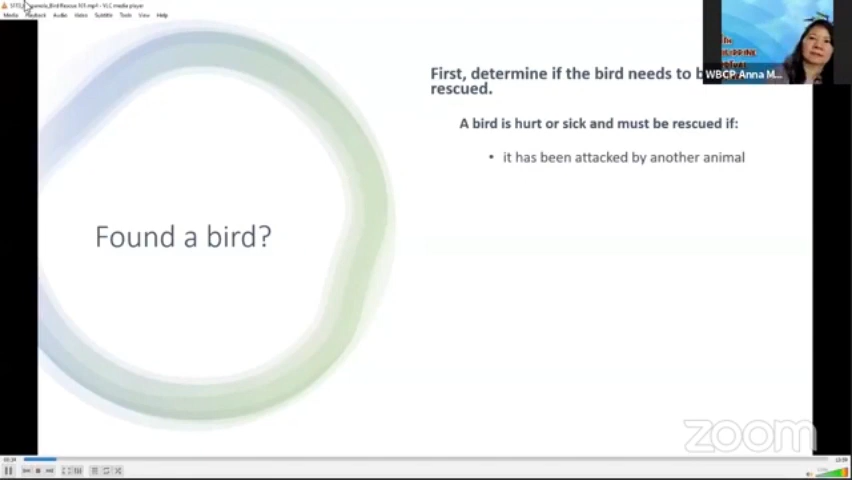 Bird Rescue 101.mp4 - VLC media player
Media Playback Audio Video Subtitle Tools View Help
WBCP Anna M...
First, determine if the bird needs to b
rescued.
A bird is hurt or sick and must be rescued if:
• it has been attacked by another animal
Found a bird?
zoom